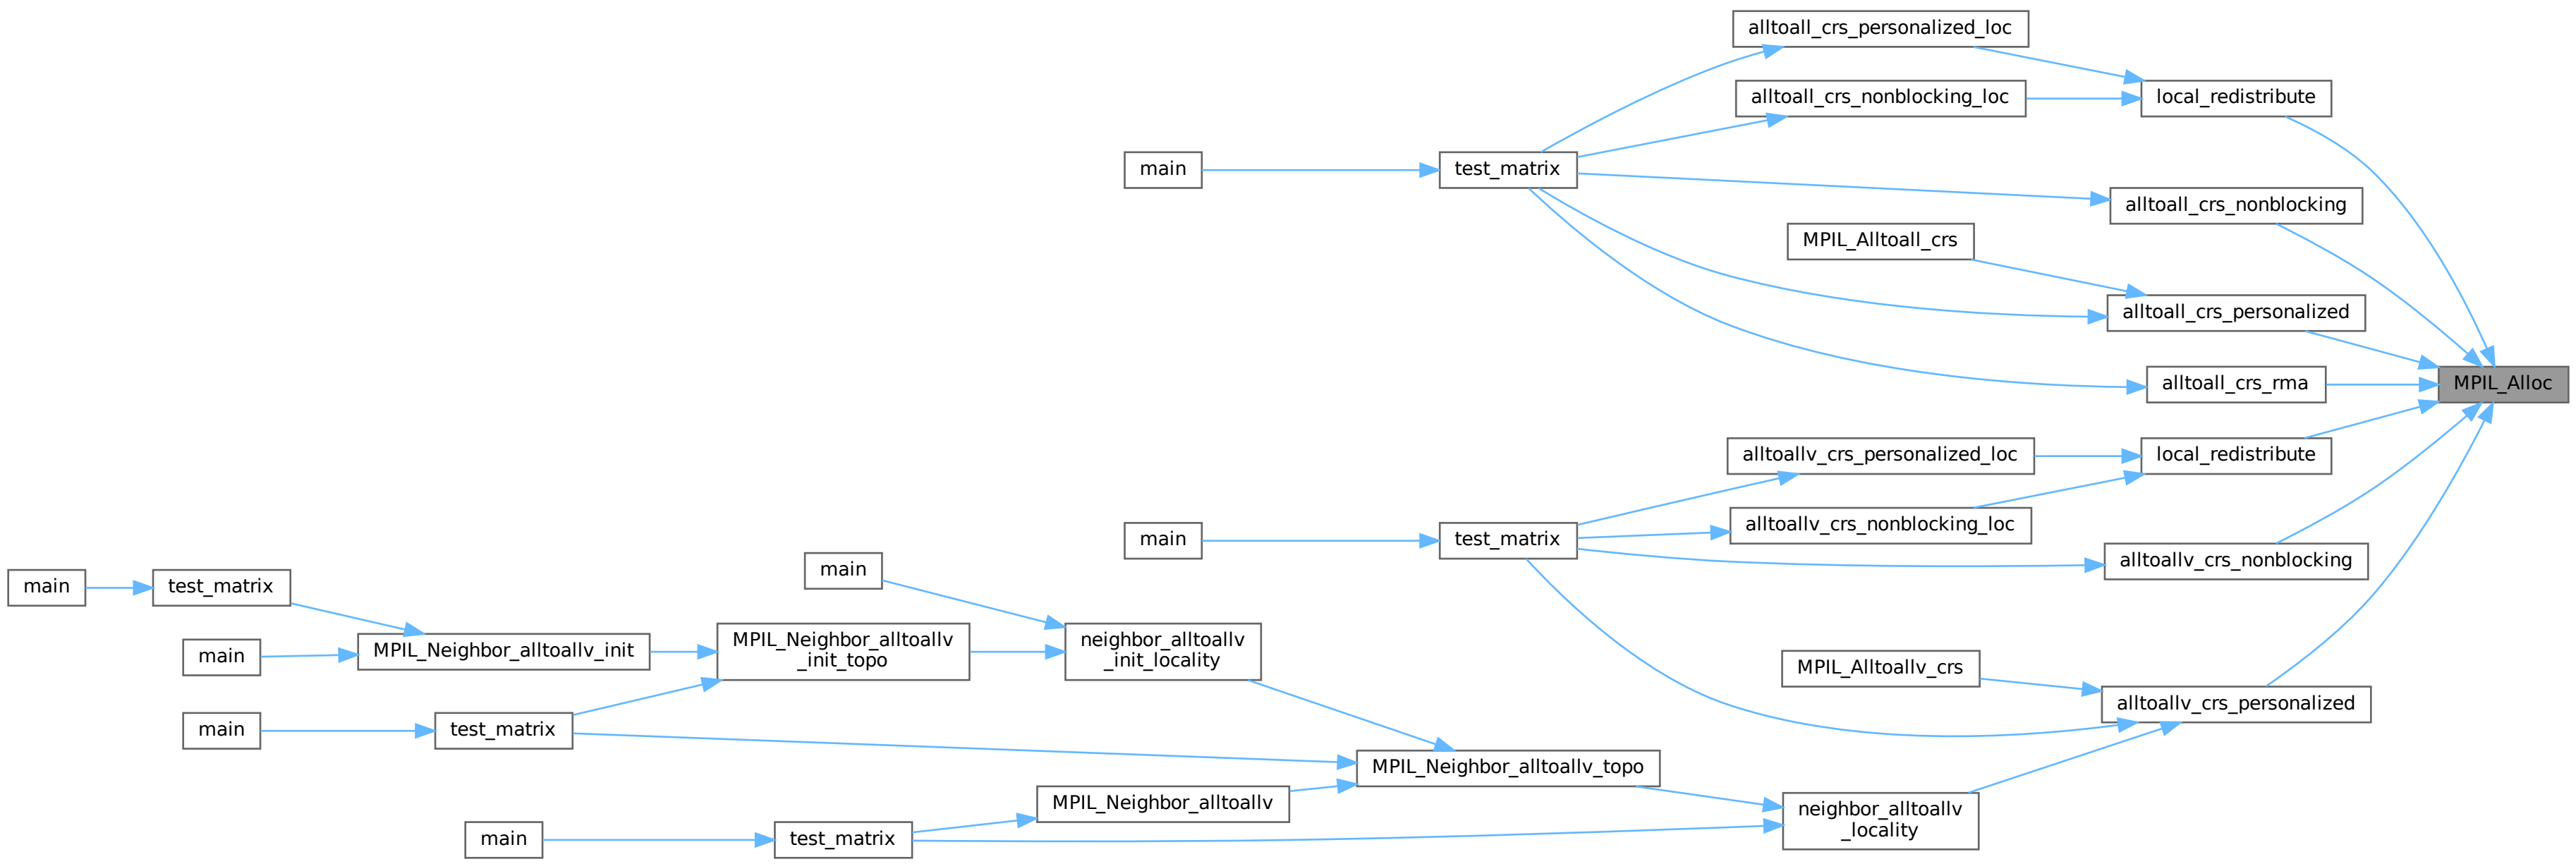 alltoall_crs_personalized_loc
alltoall_crs_nonblocking_loc
local_redistribute
main
test_matrix
alltoall_crs_nonblocking
MPIL_Alltoall_crs
alltoall_crs_personalized
alltoall_crs_rma
MPIL_Alloc
alltoallv_crs_personalized_loc
local_redistribute
alltoallv_crs_nonblocking_loc
main
test_matrix
alltoallv_crs_nonblocking
main
main
test_matrix
MPIL_Neighbor_alltoallv
_init_topo
neighbor_alltoallv
_init_locality
main
MPIL_Neighbor_alltoallv_init
MPIL_Alltoallv_crs
alltoallv_crs_personalized
main
test_matrix
MPIL_Neighbor_alltoallv_topo
MPIL_Neighbor_alltoallv
neighbor_alltoallv
_locality
main
test_matrix